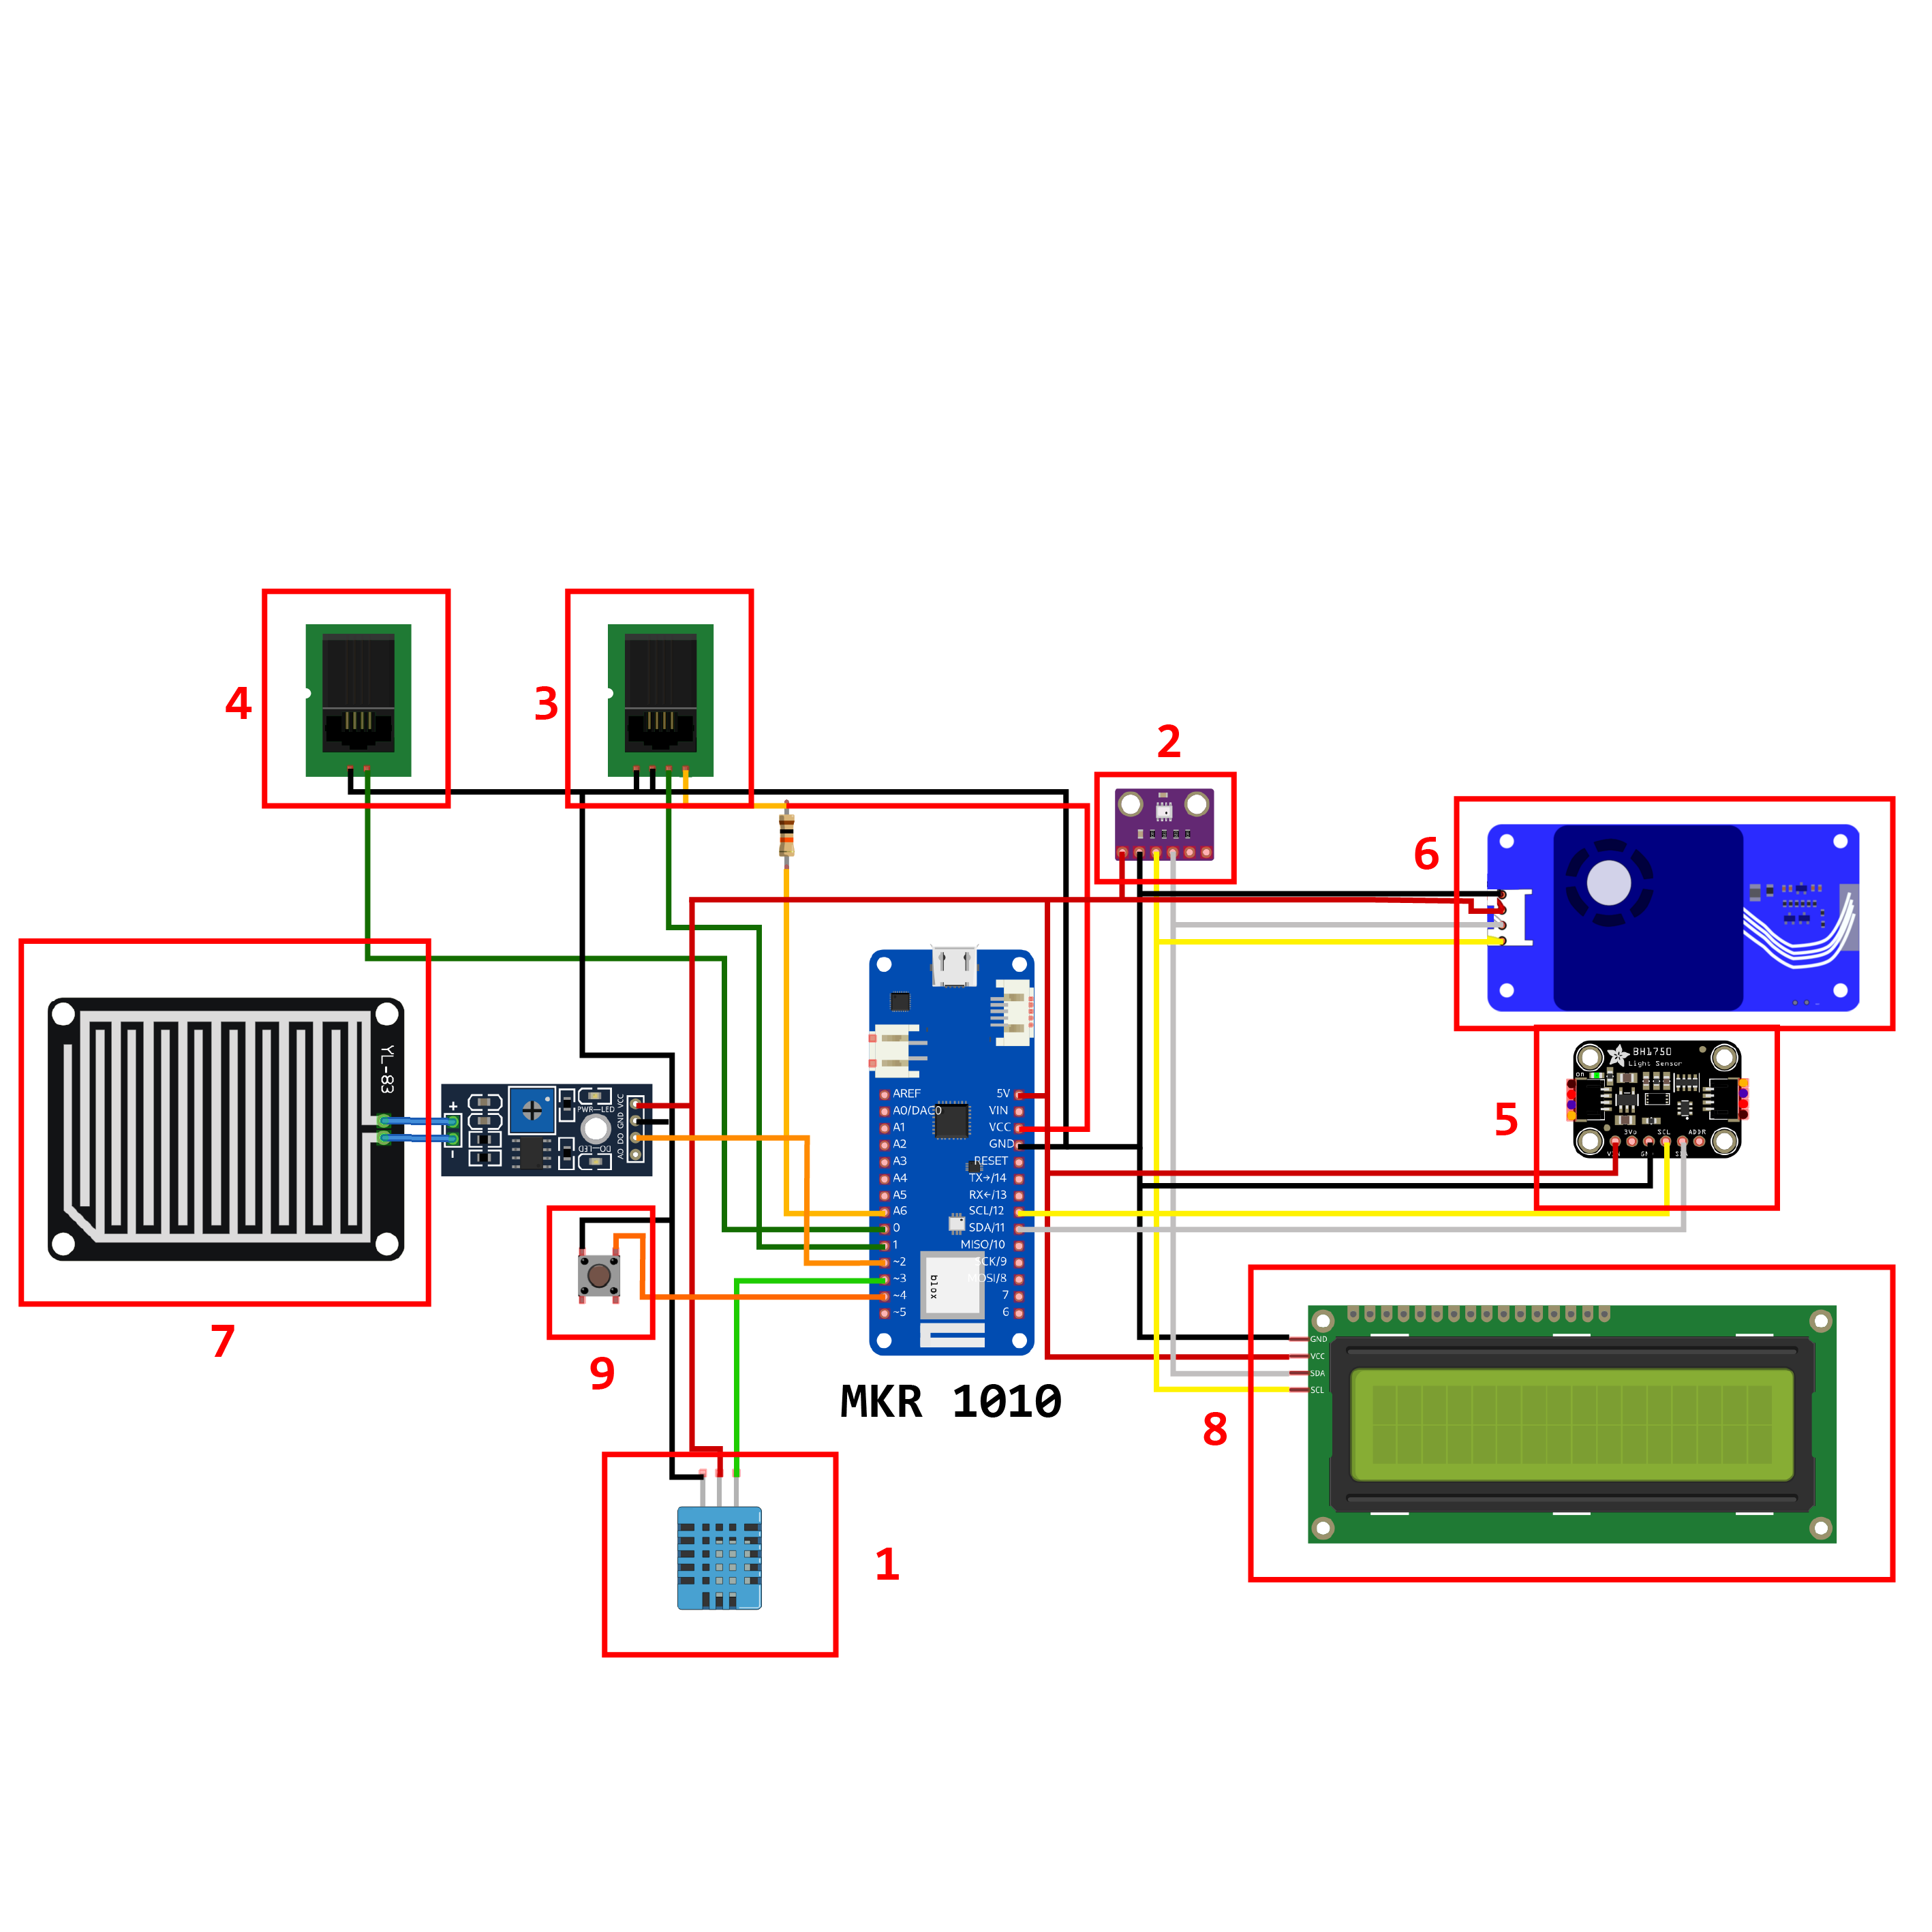 4
3
2
6
7
YL-83
+
-
PWR-LED
DO-LED
VCC
GND
DO
AO
9
AREF
A0/DAC0
A1
A2
A3
A4
A5
A6
0
1
~2
~3
~4
~5
5V
VIN
VCC
GND
RESET
TX→/14
RX←/13
SCL/12
SDA/11
MISO/10
SCK/9
MOSI/8
7
6
blox
MKR 1010
1
5
BH1750
Light Sensor
on
3Vo
SCL
ADDR
8
GND
VCC
SDA
SCL